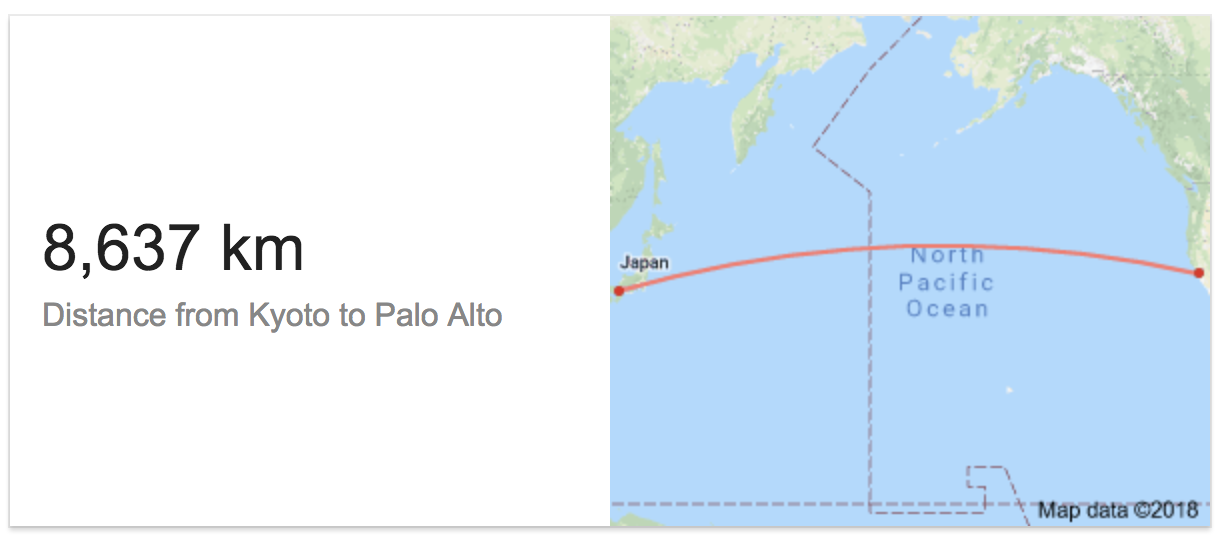 8,637 km
Distance from Kyoto to Palo Alto
Japan
North
Pacific
Ocean
Map data ©2018